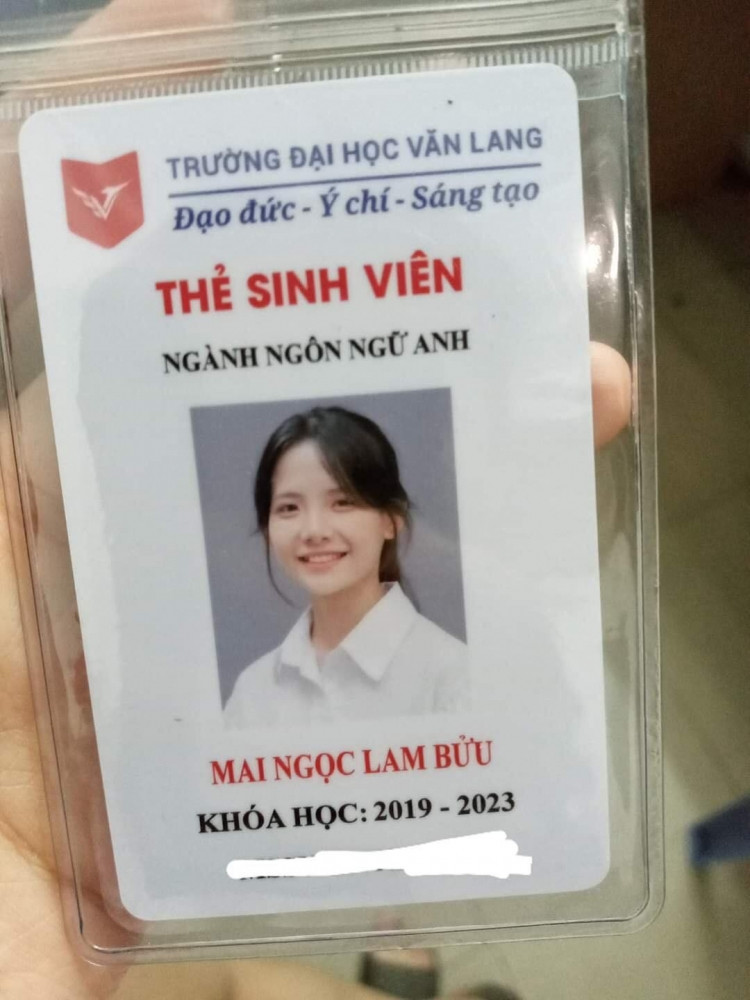 TRƯỜNG ĐẠI HỌC VĂN LANG
Đạo đức - Ý chí - Sáng tạo
THẺ SINH VIÊN
NGÀNH NGÔN NGỮ ANH
MAI NGỌC LAM BỬU
KHÓA HỌC: 2019 - 2023